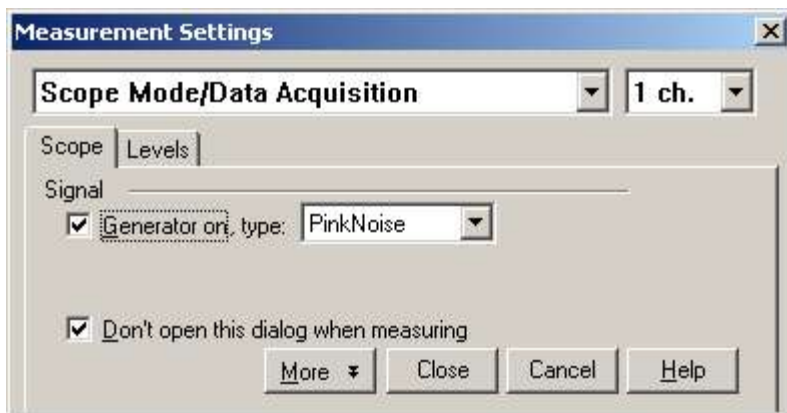 Measurement Settings
Scope Mode/Data Acquisition 1 ch.
Scope Levels
Signal
Generator on, type: PinkNoise
Don't open this dialog when measuring
More Close Cancel Help